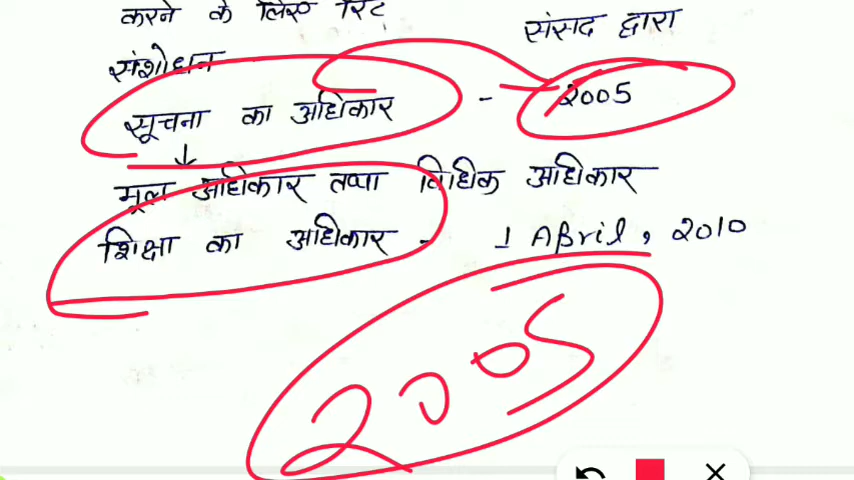 करने के लिए रिट
संशोधन संसद द्वारा
सूचना का अधिकार - 2005
↓
मूल अधिकार तथा विधिक अधिकार
शिक्षा का अधिकार - 1 April, 2010
2005